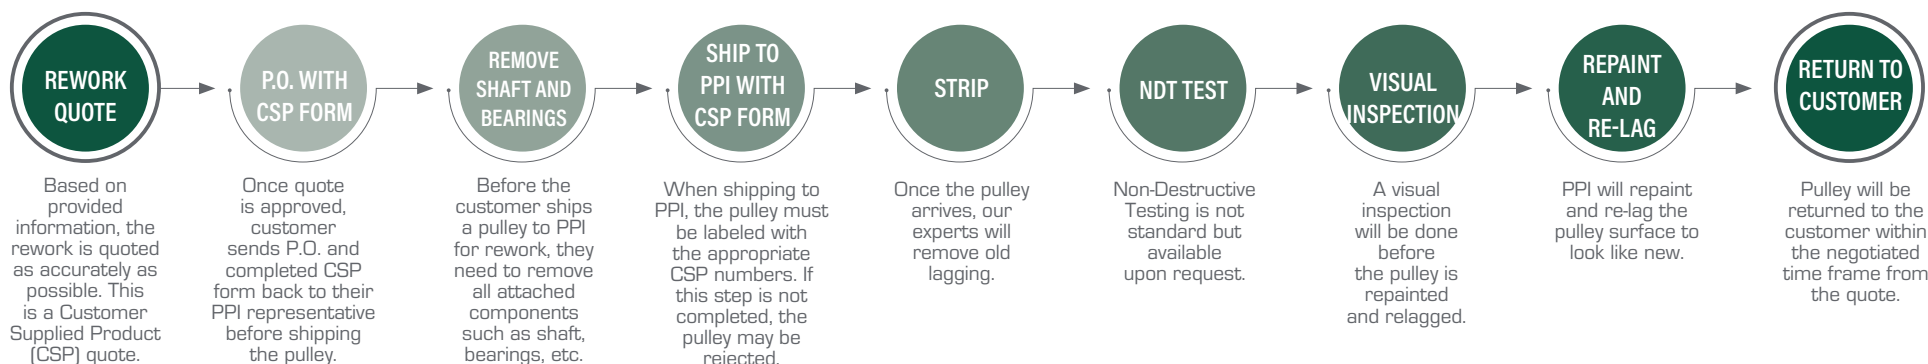 REWORK
QUOTE
Based on
provided
information, the
rework is quoted
as accurately as
possible. This
is a Customer
Supplied Product
(CSP) quote.
P.O. WITH
CSP FORM
Once quote
is approved,
customer
sends P.O. and
completed CSP
form back to their
PPI representative
before shipping
the pulley.
REMOVE
SHAFT AND
BEARINGS
Before the
customer ships
a pulley to PPI
for rework, they
need to remove
all attached
components
such as shaft,
bearings, etc.
SHIP TO
PPI WITH
CSP FORM
When shipping to
PPI, the pulley must
be labeled with
the appropriate
CSP numbers. If
this step is not
completed, the
pulley may be
rejected.
STRIP
Once the pulley
arrives, our
experts will
remove old
lagging.
NDT TEST
Non-Destructive
Testing is not
standard but
available
upon request.
VISUAL
INSPECTION
A visual
inspection
will be done
before
the pulley is
repainted
and relagged.
REPAINT
AND
RE-LAG
PPI will repaint
and re-lag the
pulley surface to
look like new.
RETURN TO
CUSTOMER
Pulley will be
returned to the
customer within
the negotiated
time frame from
the quote.